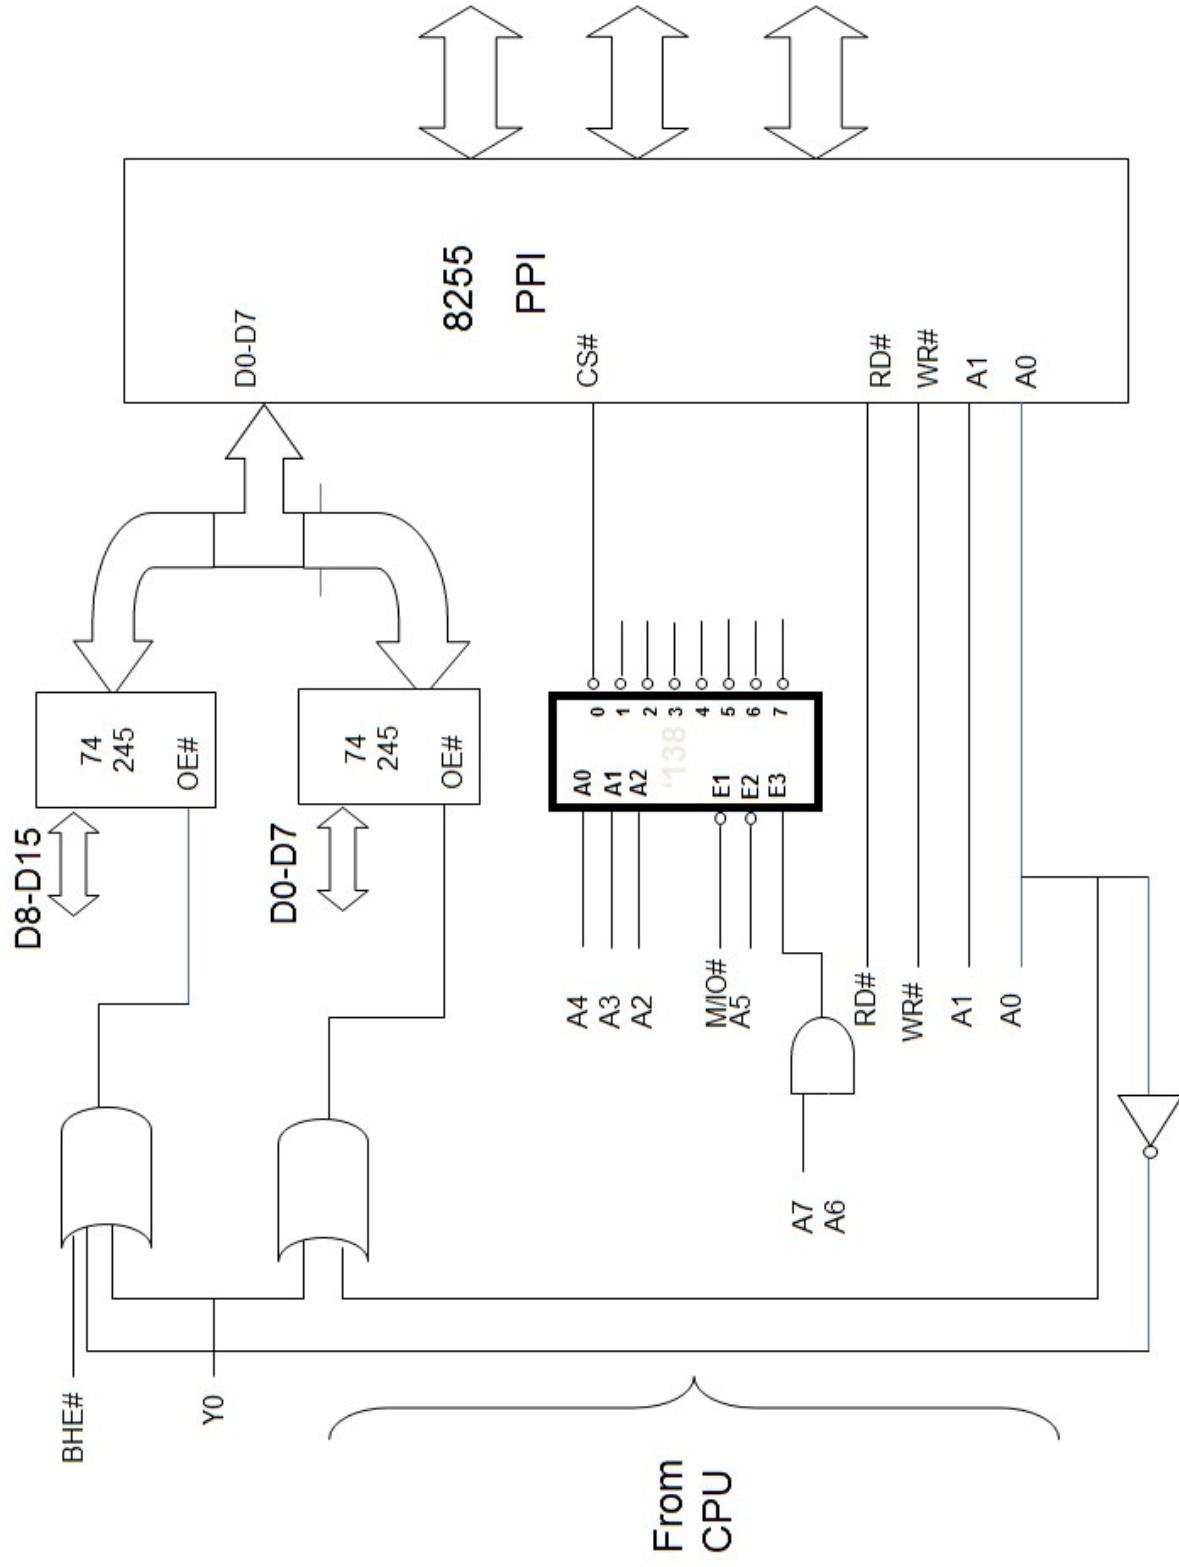 BHE#
Y0
From
CPU
D8-D15
74
245
OE#
D0-D7
74
245
OE#
D0-D7
8255
PPI
CS#
RD#
WR#
A1
A0
A4
A3
A2
M/IO#
A5
A7
A6
A0
A1
A2
E1
E2
E3
'138
0
1
2
3
4
5
6
7
RD#
WR#
A1
A0